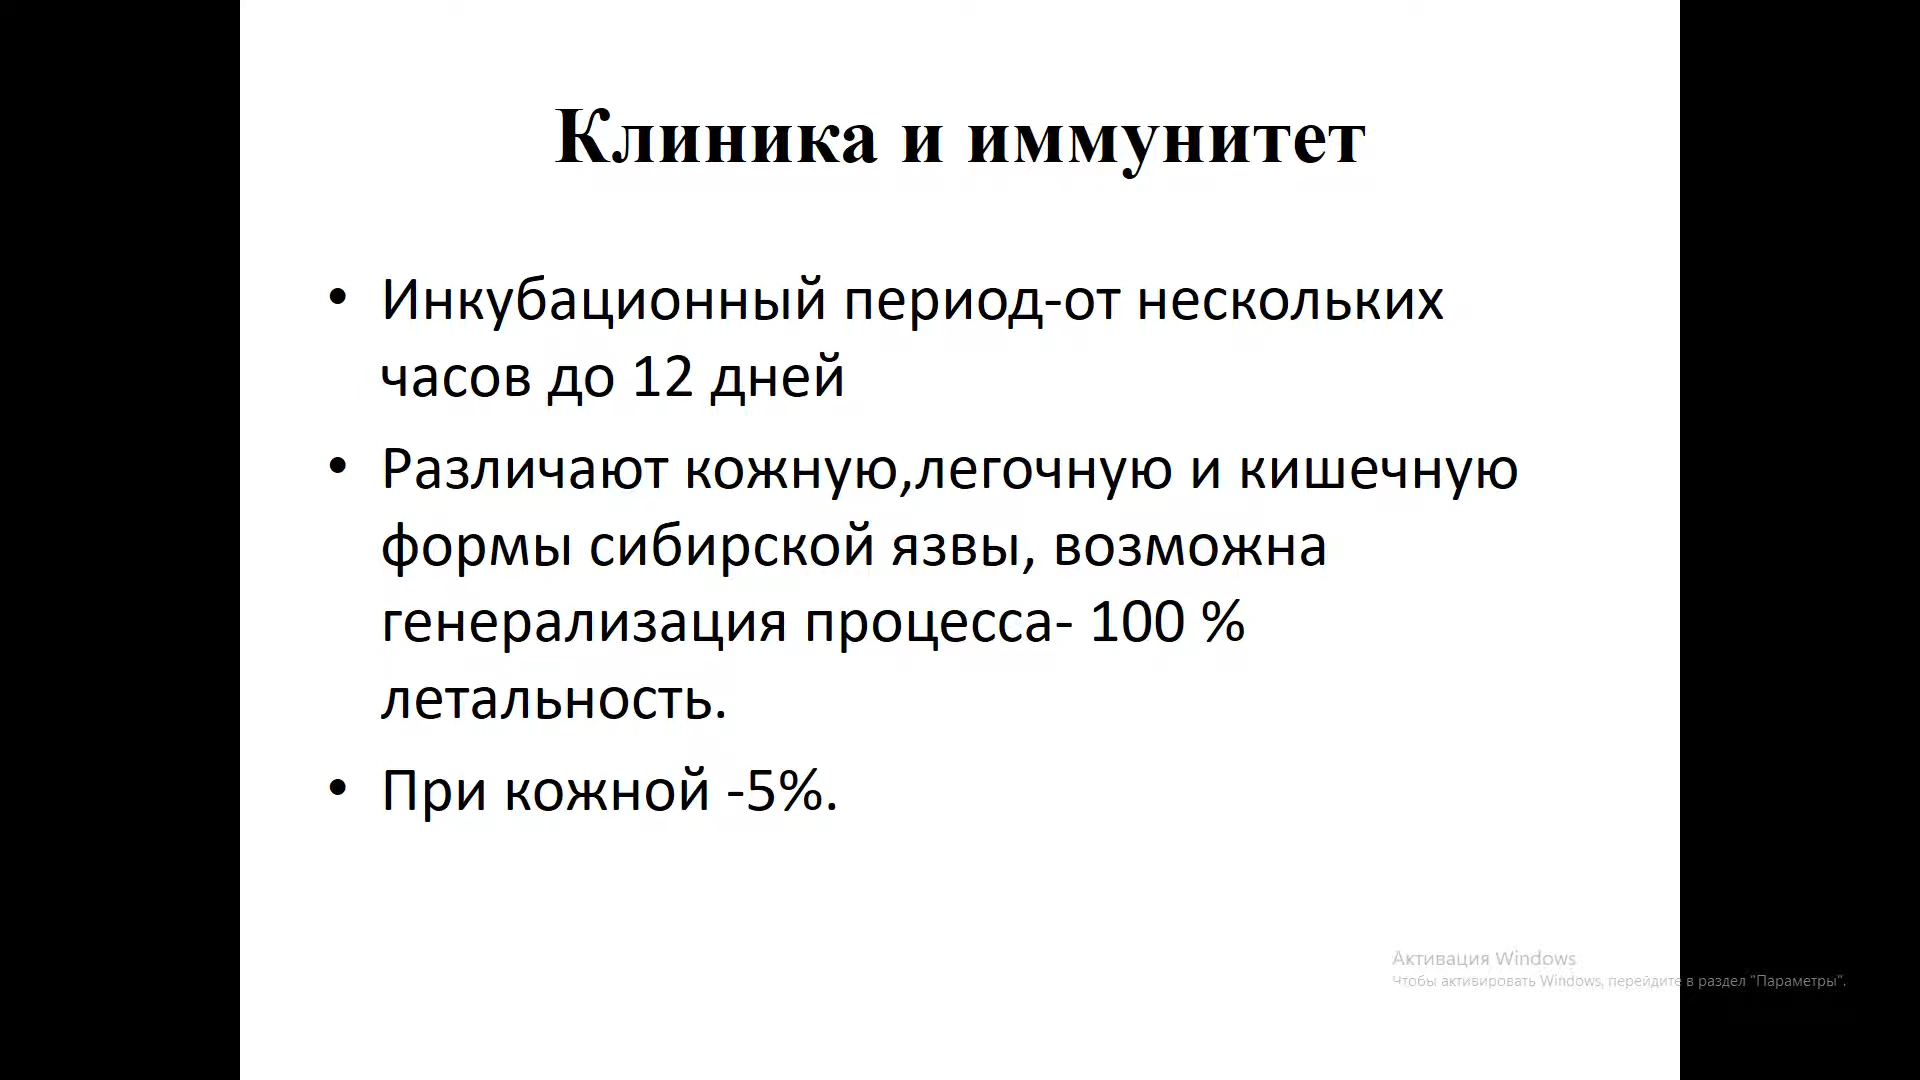 Клиника и иммунитет
• Инкубационный период-от нескольких
часов до 12 дней
• Различают кожную,легочную и кишечную
формы сибирской язвы, возможна
генерализация процесса- 100 %
летальность.
• При кожной -5%.
Активация Windows
Чтобы активировать Windows, перейдите в раздел "Параметры".